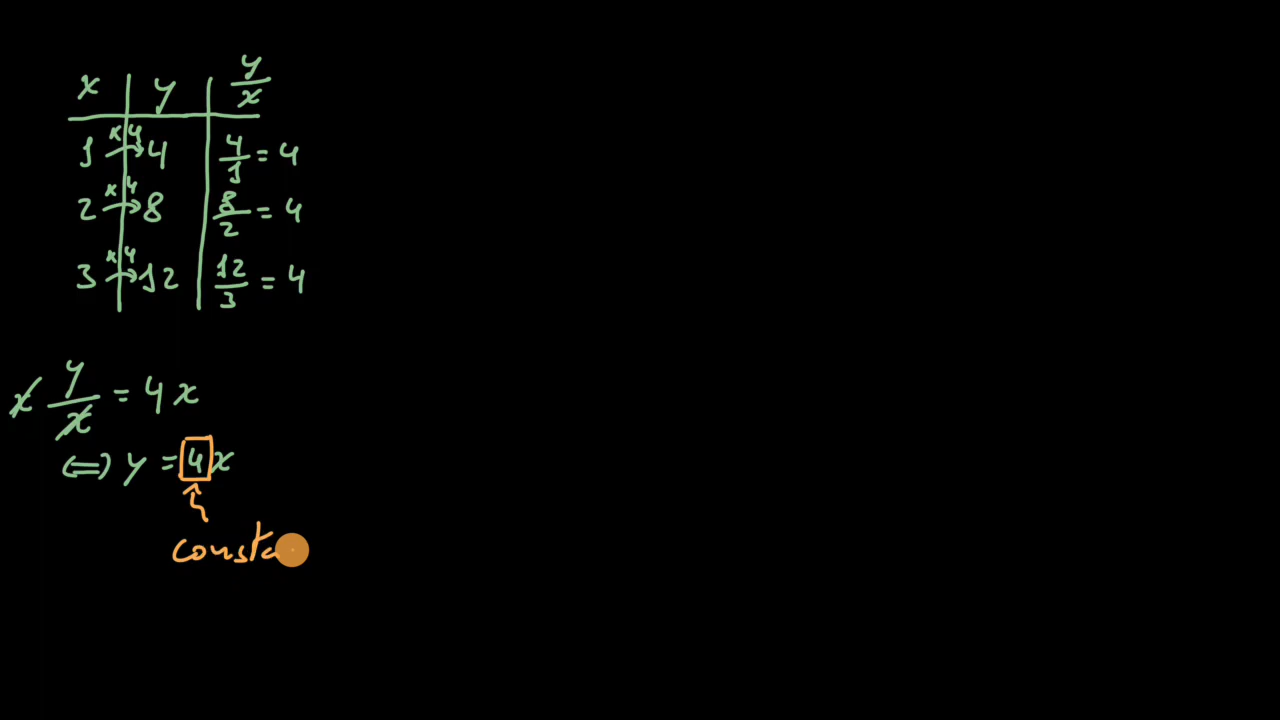 x | y | y/x
1 ×4→ 4 | 4/1 = 4
2 ×4→ 8 | 8/2 = 4
3 ×4→ 12 | 12/3 = 4
x y/x = 4x
⇔ y = 4x
consta